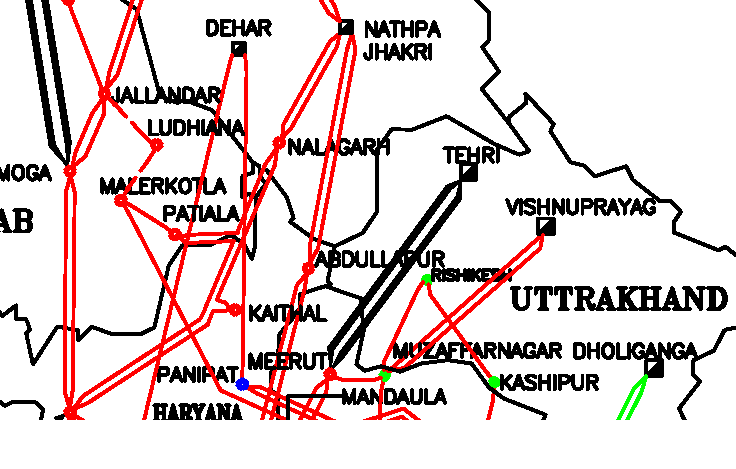 DEHAR
NATHPA
JHAKRI
JALLANDAR
LUDHIANA
NALAGARH
TEHRI
MOGA
MALERKOTLA
PATIALA
VISHNUPRAYAG
AB
ABDULLAPUR
RISHIKESH
UTTRAKHAND
KAITHAL
MUZAFFARNAGAR
DHOLIGANGA
MEERUT
PANIPAT
KASHIPUR
MANDAULA
HARYANA